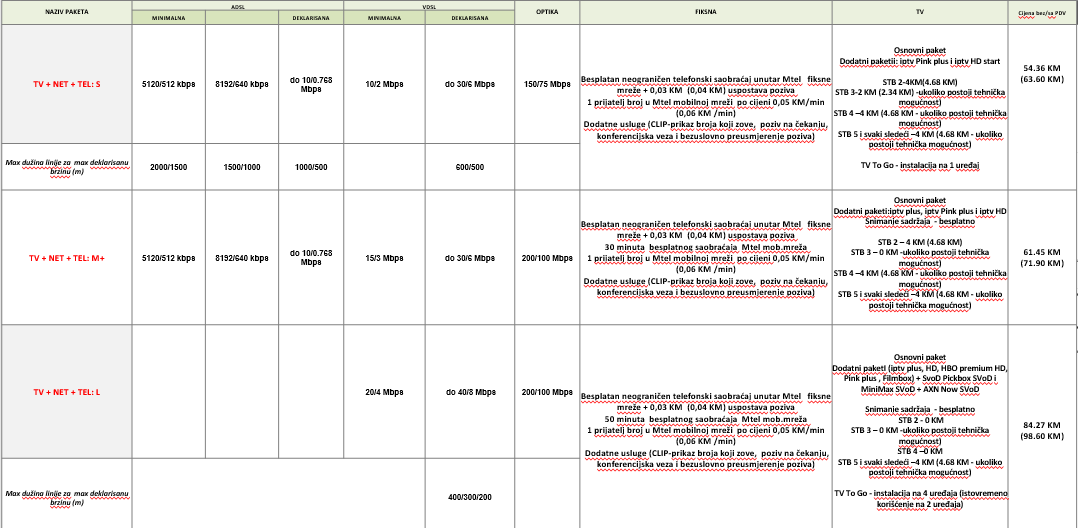 NAZIV PAKETA
ADSL
VDSL
OPTIKA
FIKSNA
TV
Cijena bez/sa PDV
MINIMALNA
DEKLARISANA
MINIMALNA
DEKLARISANA
TV + NET + TEL: S
5120/512 kbps
8192/640 kbps
do 10/0.768
Mbps
10/2 Mbps
do 30/6 Mbps
150/75 Mbps
Besplatan neograničen telefonski saobraćaj unutar Mtel fiksne
mreže + 0,03 KM (0,04 KM) uspostava poziva
1 prijatelj broj u Mtel mobilnoj mreži po cijeni 0,05 KM/min
(0,06 KM /min)
Dodatne usluge (CLIP-prikaz broja koji zove, poziv na čekanju,
konferencijska veza i bezuslovno preusmjerenje poziva)
Osnovni paket
Dodatni paketii: iptv Pink plus i iptv HD start
STB 2-4KM(4.68 KM)
STB 3-2 KM (2.34 KM) -ukoliko postoji tehnička
mogućnost)
STB 4 –4 KM (4.68 KM - ukoliko postoji tehnička
mogućnost)
STB 5 i svaki sledeći –4 KM (4.68 KM - ukoliko
postoji tehnička mogućnost)
TV To Go - instalacija na 1 uređaj
54.36 KM
(63.60 KM)
Max dužina linije za max deklarisanu
brzinu (m)
2000/1500
1500/1000
1000/500
600/500
TV + NET + TEL: M+
5120/512 kbps
8192/640 kbps
do 10/0.768
Mbps
15/3 Mbps
do 30/6 Mbps
200/100 Mbps
Besplatan neograničen telefonski saobraćaj unutar Mtel fiksne
mreže + 0,03 KM (0,04 KM) uspostava poziva
30 minuta besplatnog saobraćaja Mtel mob.mreža
1 prijatelj broj u Mtel mobilnoj mreži po cijeni 0,05 KM/min
(0,06 KM /min)
Dodatne usluge (CLIP-prikaz broja koji zove, poziv na čekanju,
konferencijska veza i bezuslovno preusmjerenje poziva)
Osnovni paket
Dodatni paketi:iptv plus, iptv Pink plus i iptv HD
Snimanje sadržaja - besplatno
STB 2 – 4 KM (4.68 KM)
STB 3 – 0 KM -ukoliko postoji tehnička
mogućnost)
STB 4 –4 KM (4.68 KM - ukoliko postoji tehnička
mogućnost)
STB 5 i svaki sledeći –4 KM (4.68 KM - ukoliko
postoji tehnička mogućnost)
61.45 KM
(71.90 KM)
TV + NET + TEL: L
20/4 Mbps
do 40/8 Mbps
200/100 Mbps
Besplatan neograničen telefonski saobraćaj unutar Mtel fiksne
mreže + 0,03 KM (0,04 KM) uspostava poziva
50 minuta besplatnog saobraćaja Mtel mob.mreža
1 prijatelj broj u Mtel mobilnoj mreži po cijeni 0,05 KM/min
(0,06 KM /min)
Dodatne usluge (CLIP-prikaz broja koji zove, poziv na čekanju,
konferencijska veza i bezuslovno preusmjerenje poziva)
Osnovni paket
Dodatni paketI (iptv plus, HD, HBO premium HD,
Pink plus , Filmbox) + SvoD Pickbox SVoD i
MiniMax SVoD + AXN Now SVoD
Snimanje sadržaja - besplatno
STB 2 - 0 KM
STB 3 – 0 KM -ukoliko postoji tehnička
mogućnost)
STB 4 –0 KM
STB 5 i svaki sledeći –4 KM (4.68 KM - ukoliko
postoji tehnička mogućnost)
TV To Go - instalacija na 4 uređaja (istovremeno
korišćenje na 2 uređaja)
84.27 KM
(98.60 KM)
Max dužina linije za max deklarisanu
brzinu (m)
400/300/200